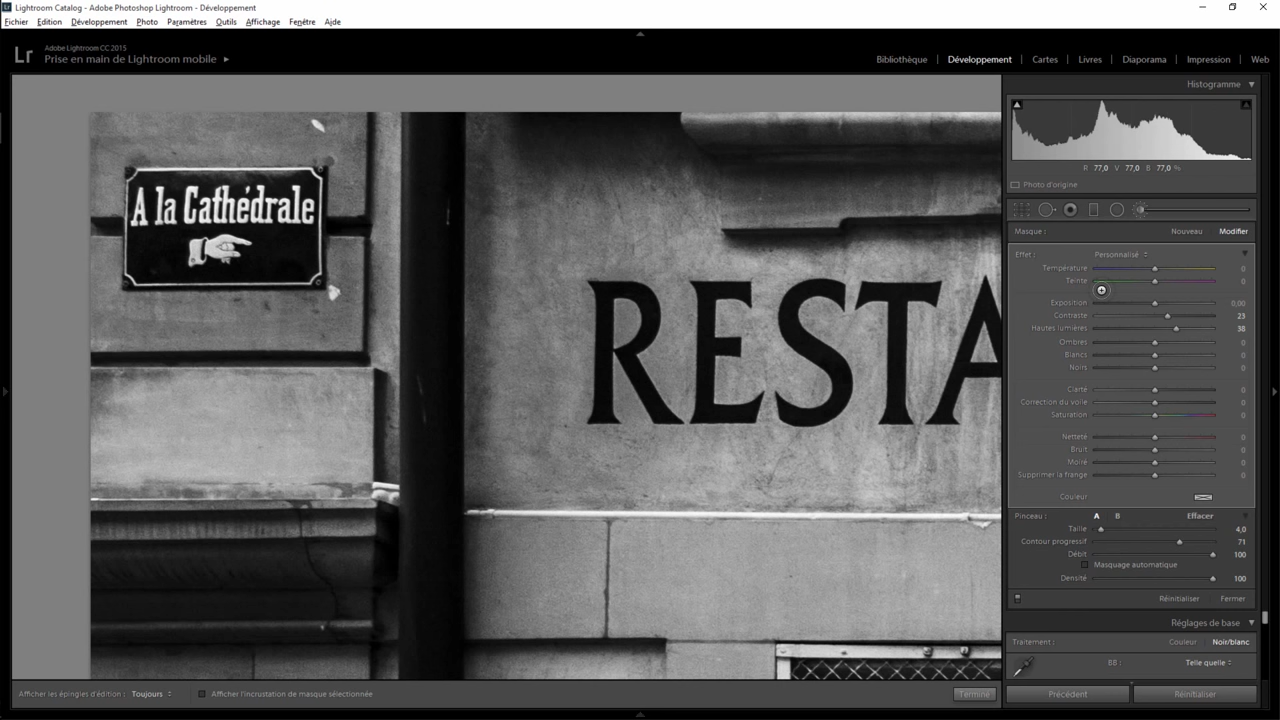 Lightroom Catalog - Adobe Photoshop Lightroom - Développement
Fichier Edition Développement Photo Paramètres Outils Affichage Fenêtre Aide
Lr
Adobe Lightroom CC 2015
Prise en main de Lightroom mobile
Bibliothèque Développement Cartes Livres Diaporama Impression Web
Histogramme
R 77,0 V 77,0 B 77,0 %
Photo d'origine
Masque : Nouveau Modifier
Effet : Personnalisé
Température 0
Teinte 0
Exposition 0,00
Contraste 23
Hautes lumières 38
Ombres 0
Blancs 0
Noirs 0
Clarté 0
Correction du voile 0
Saturation 0
Netteté 0
Bruit 0
Moiré 0
Supprimer la frange 0
Couleur
Pinceau : A B Effacer
Taille 4,0
Contour progressif 71
Débit 100
Masquage automatique
Densité 100
Réinitialiser Fermer
Réglages de base
Traitement : Couleur Noir/blanc
BB : Telle quelle
Précédent Réinitialiser
A la Cathédrale
RESTA
Afficher les épingles d'édition : Toujours Afficher l'incrustation de masque sélectionnée Terminé